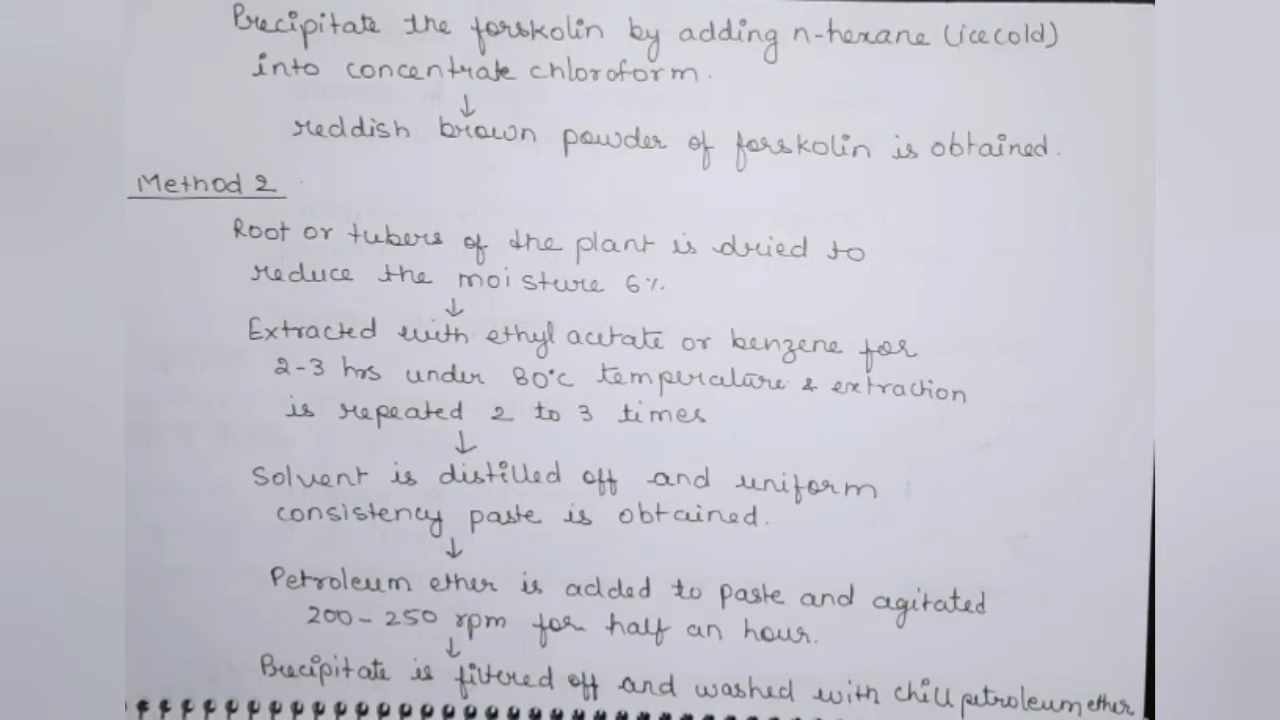 Precipitate the forskolin by adding n-hexane (icecold)
into concentrate chloroform.
↓
reddish brown powder of forskolin is obtained.
Method 2
Root or tubers of the plant is dried to
reduce the moisture 6%.
↓
Extracted with ethyl acetate or benzene for
2-3 hrs under 80°c temperature & extraction
is repeated 2 to 3 times
↓
Solvent is distilled off and uniform
consistency paste is obtained.
↓
Petroleum ether is added to paste and agitated
200-250 rpm for half an hour.
↓
Precipitate is filtered off and washed with chill petroleum ether